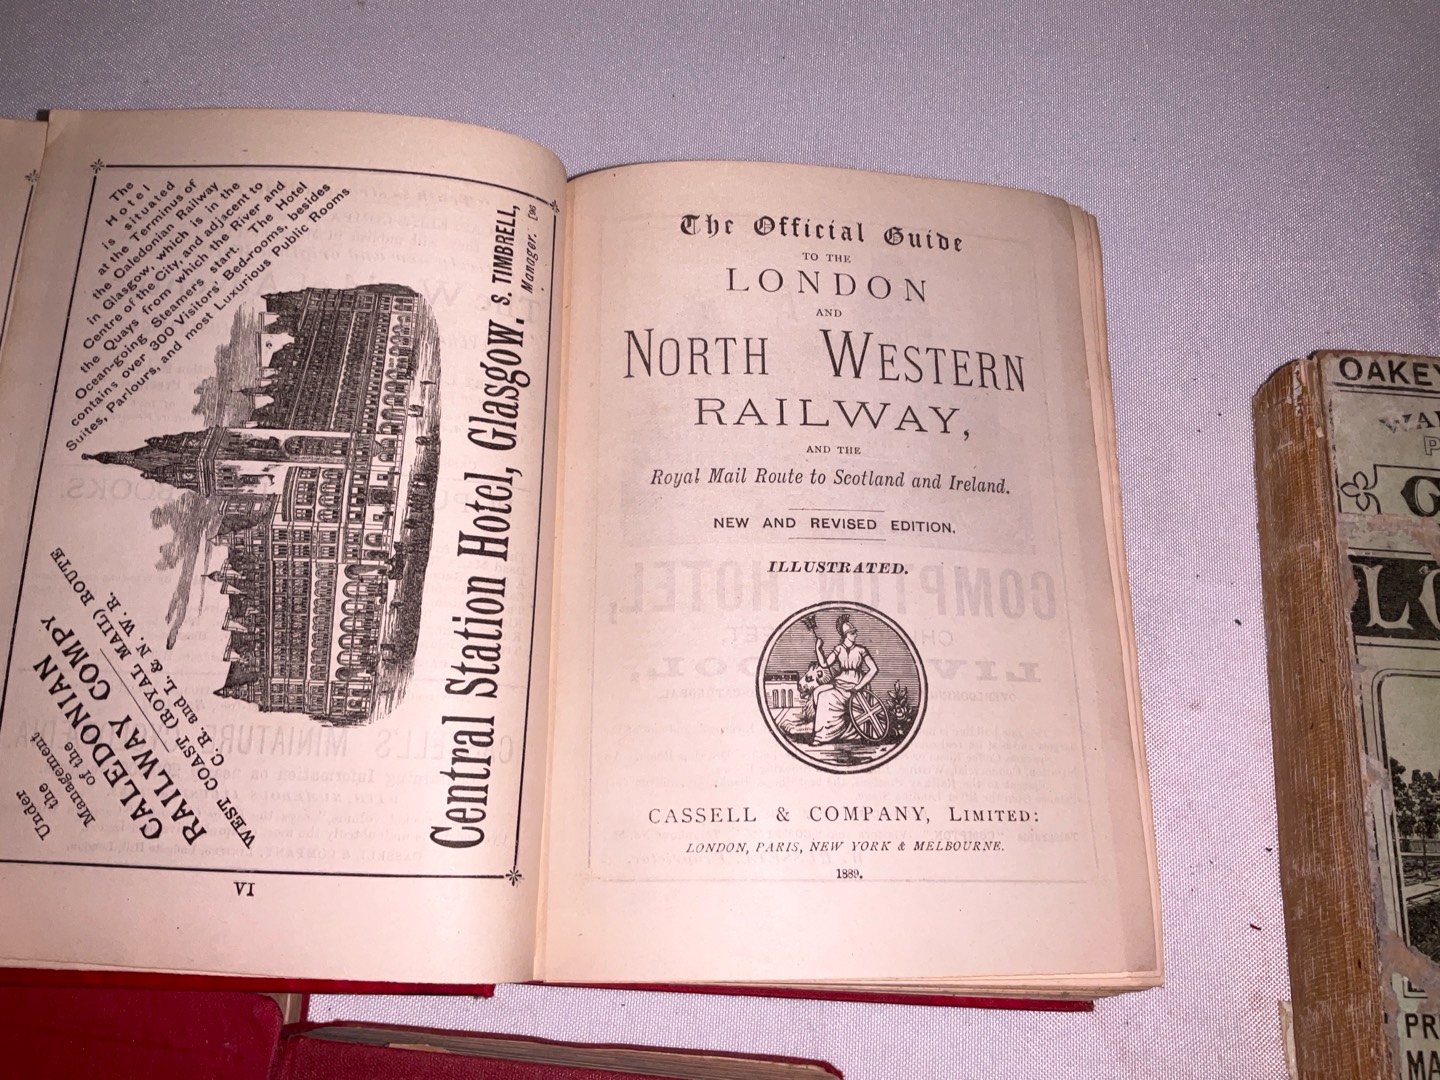 The
Hotel
is situated
at the Terminus of
the Caledonian Railway
in Glasgow, which is in the
Centre of the City, and adjacent to
the Quays from which the River and
Ocean-going Steamers start. The Hotel
contains over 300 Visitors' Bed-rooms, besides
Suites, Parlours, and most Luxurious Public Rooms
Under
the
Management
of the
CALEDONIAN
RAILWAY COMPY
WEST COAST (ROYAL MAIL) ROUTE
C. R. and L. & N. W. R.
Central Station Hotel, Glasgow. S. TIMBRELL,
Manager. [96
VI
The Official Guide
TO THE
LONDON
AND
NORTH WESTERN
RAILWAY,
AND THE
Royal Mail Route to Scotland and Ireland.
NEW AND REVISED EDITION.
ILLUSTRATED.
CASSELL & COMPANY, LIMITED:
LONDON, PARIS, NEW YORK & MELBOURNE.
1889.